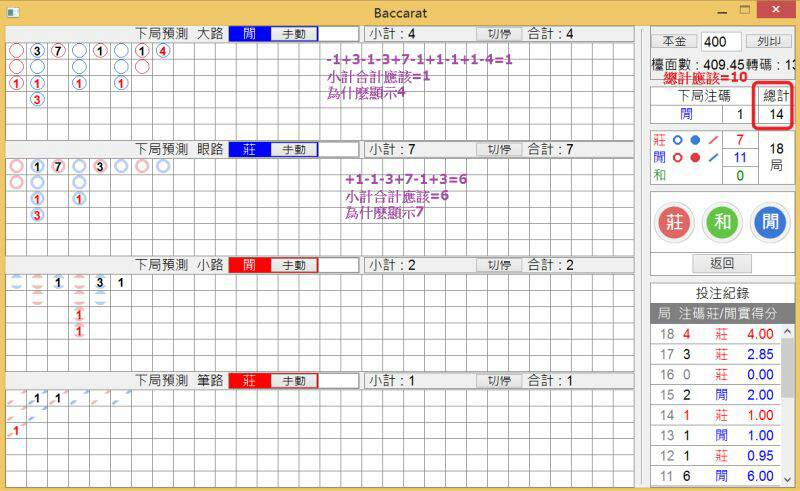 Baccarat
下局預測 大路 閒 手動 小計：4 切停 合計：4
3 7 1 1 4
1 1 1
3
-1+3-1-3+7-1+1-1+1-4=1
小計合計應該=1
為什麼顯示4
下局預測 眼路 莊 手動 小計：7 切停 合計：7
1 7 3
1 1
3
+1-1-3+7-1+3=6
小計合計應該=6
為什麼顯示7
下局預測 小路 閒 手動 小計：2 切停 合計：2
1 3 1
1
1
下局預測 筆路 莊 手動 小計：1 切停 合計：1
1 1
1
本金 400 列印
檯面數：409.45 轉碼：13
總計應該=10
下局注碼 總計
閒 1 14
莊 7
閒 11
和 0
18
局
莊 和 閒
返回
投注紀錄
局 注碼 莊/閒 實得分
18 4 莊 4.00
17 3 莊 2.85
16 0 莊 0.00
15 2 閒 2.00
14 1 莊 1.00
13 1 閒 1.00
12 1 莊 0.95
11 6 閒 6.00